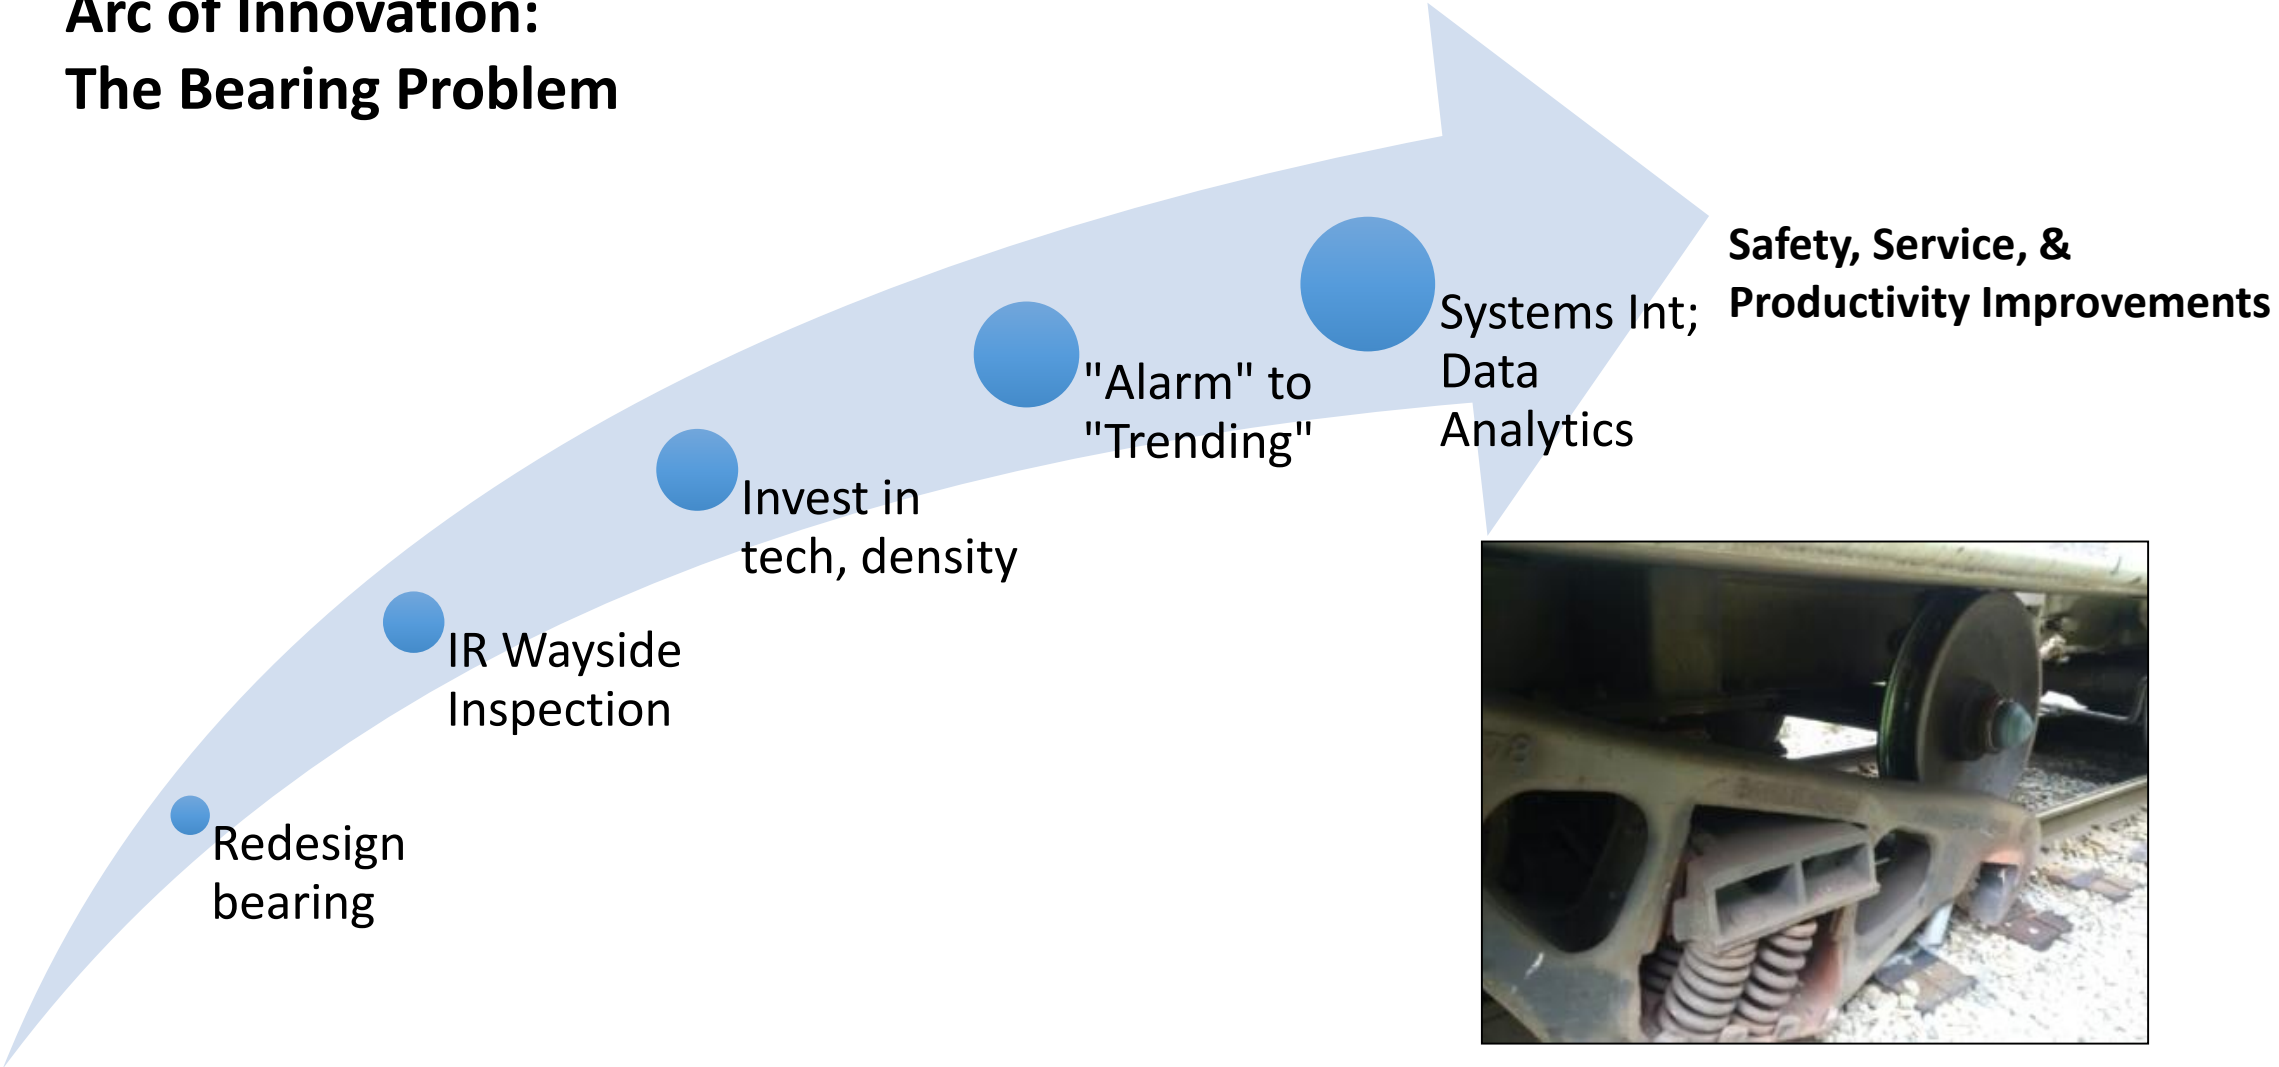 Arc of Innovation:
The Bearing Problem
Safety, Service, &
Productivity Improvements
Systems Int;
Data
Analytics
"Alarm" to
"Trending"
Invest in
tech, density
IR Wayside
Inspection
Redesign
bearing